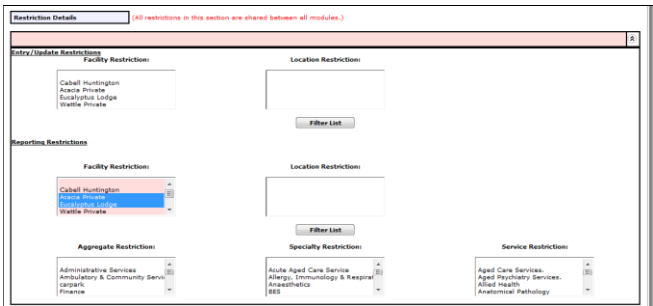 Restriction Details (All restrictions in this section are shared between all modules.)
Entry/Update Restrictions
Facility Restriction: Location Restriction:
Cabell Huntington
Acacia Private
Eucalyptus Lodge
Wattle Private
Filter List
Reporting Restrictions
Facility Restriction: Location Restriction:
Cabell Huntington
Acacia Private
Eucalyptus Lodge
Wattle Private
Filter List
Aggregate Restriction: Specialty Restriction: Service Restriction:
Administrative Services Acute Aged Care Service Aged Care Services.
Ambulatory & Community Servic Allergy, Immunology & Respirat Aged Psychiatry Services.
carpark Anaesthetics Allied Health
Finance BES Anatomical Pathology